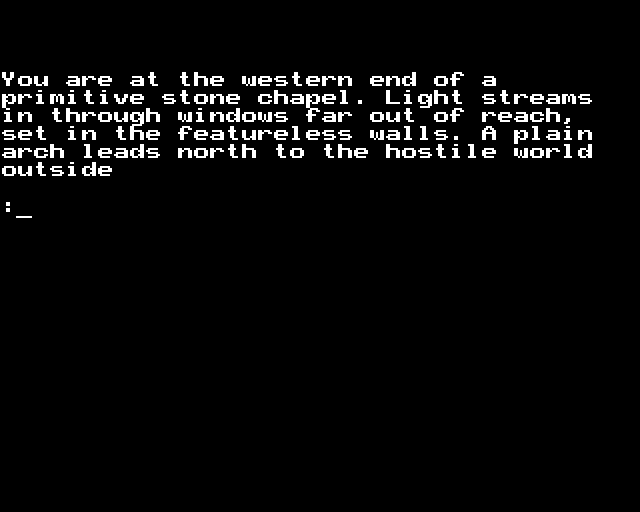 You are at the western end of a
primitive stone chapel. Light streams
in through windows far out of reach,
set in the featureless walls. A plain
arch leads north to the hostile world
outside
:_